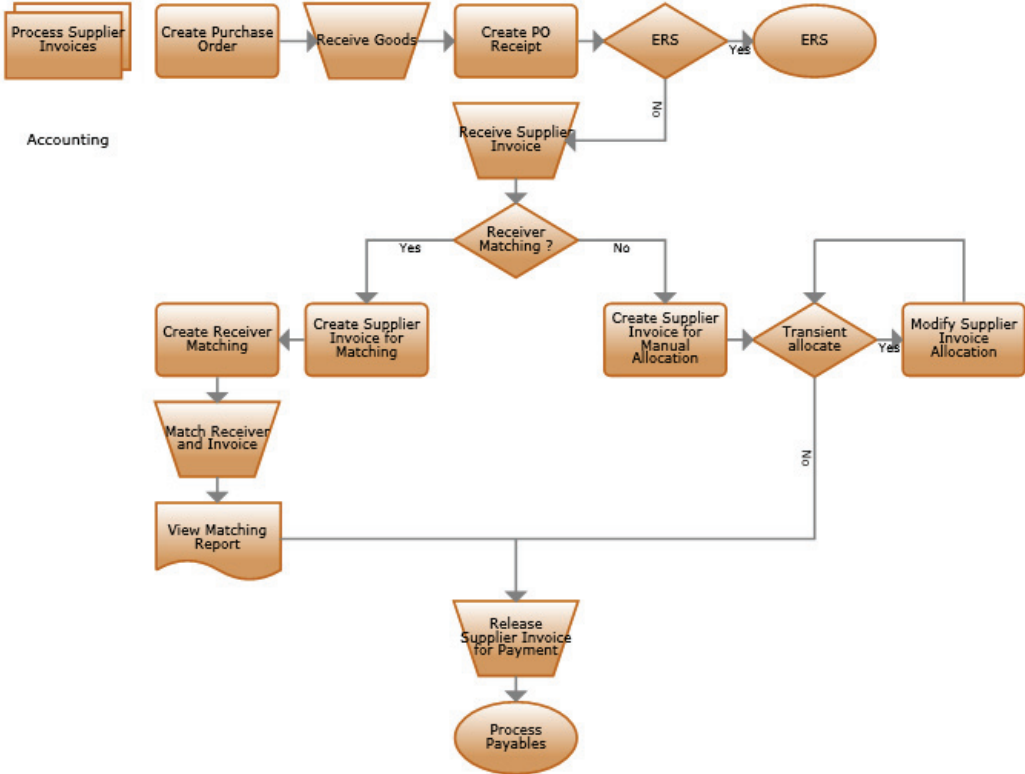 Process Supplier
Invoices
Create Purchase
Order
Receive Goods
Create PO
Receipt
ERS
Yes
ERS
No
Accounting
Receive Supplier
Invoice
Receiver
Matching ?
Yes
No
Create Receiver
Matching
Create Supplier
Invoice for
Matching
Create Supplier
Invoice for
Manual
Allocation
Transient
allocate
Yes
Modify Supplier
Invoice
Allocation
Match Receiver
and Invoice
No
View Matching
Report
Release
Supplier Invoice
for Payment
Process
Payables